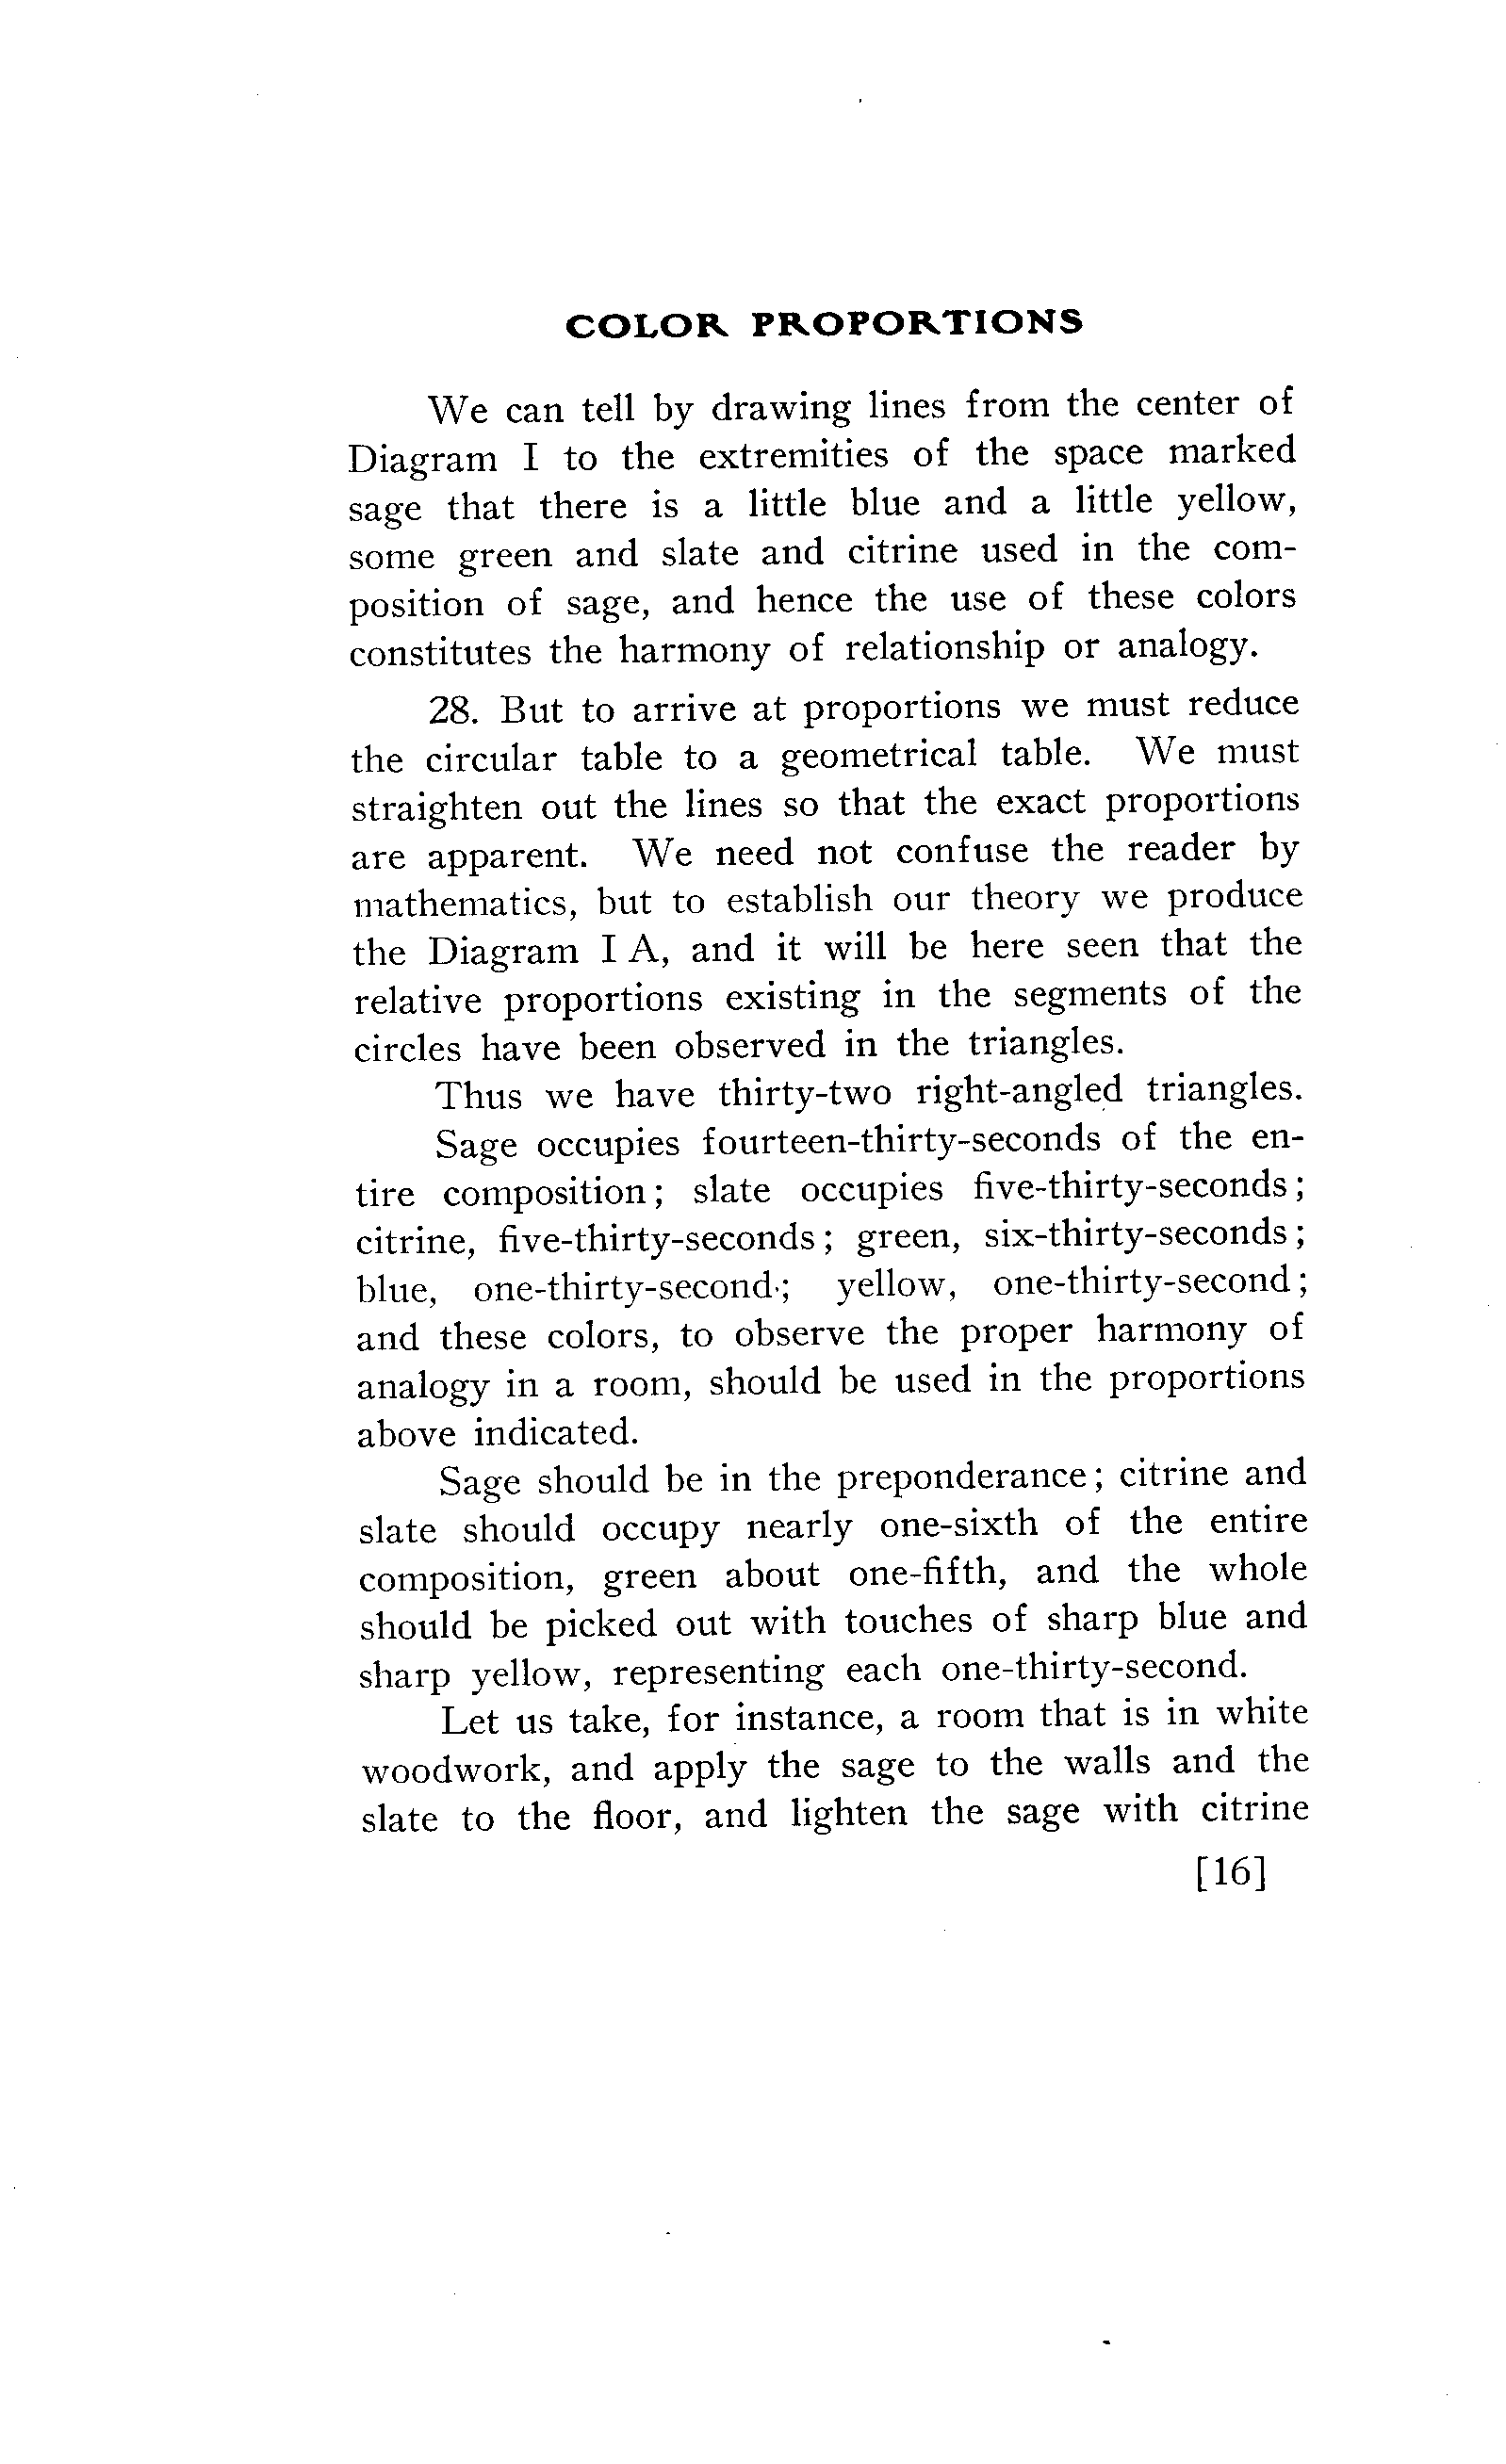 COLOR PROPORTIONS
We can tell by drawing lines from the center of
Diagram I to the extremities of the space marked
sage that there is a little blue and a little yellow,
some green and slate and citrine used in the com-
position of sage, and hence the use of these colors
constitutes the harmony of relationship or analogy.
28. But to arrive at proportions we must reduce
the circular table to a geometrical table. We must
straighten out the lines so that the exact proportions
are apparent. We need not confuse the reader by
mathematics, but to establish our theory we produce
the Diagram I A, and it will be here seen that the
relative proportions existing in the segments of the
circles have been observed in the triangles.
Thus we have thirty-two right-angled triangles.
Sage occupies fourteen-thirty-seconds of the en-
tire composition; slate occupies five-thirty-seconds;
citrine, five-thirty-seconds; green, six-thirty-seconds;
blue, one-thirty-second; yellow, one-thirty-second;
and these colors, to observe the proper harmony of
analogy in a room, should be used in the proportions
above indicated.
Sage should be in the preponderance; citrine and
slate should occupy nearly one-sixth of the entire
composition, green about one-fifth, and the whole
should be picked out with touches of sharp blue and
sharp yellow, representing each one-thirty-second.
Let us take, for instance, a room that is in white
woodwork, and apply the sage to the walls and the
slate to the floor, and lighten the sage with citrine
[16]